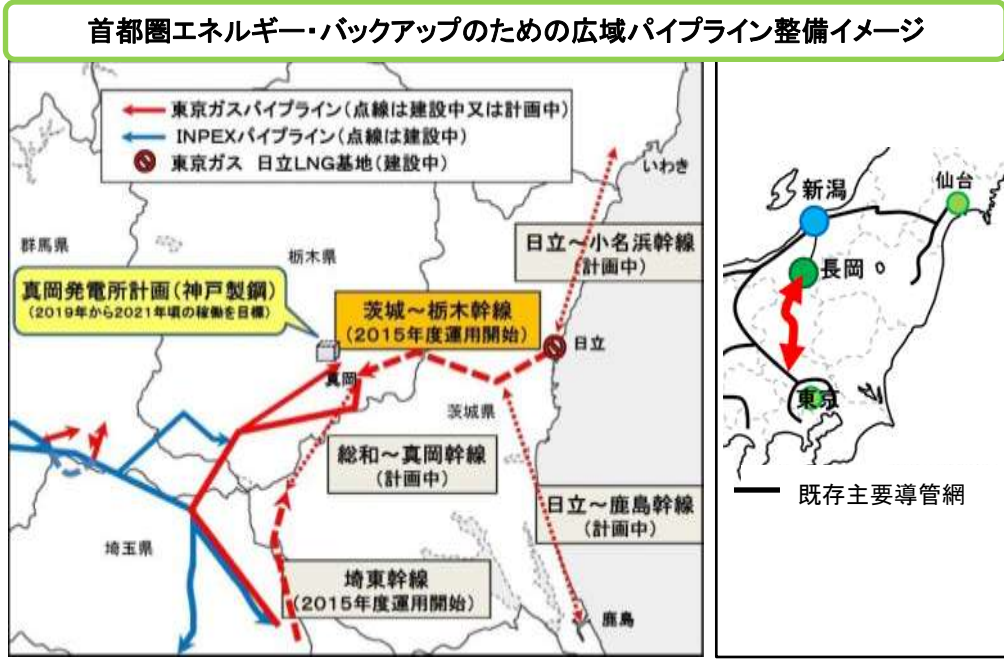 首都圏エネルギー・バックアップのための広域パイプライン整備イメージ
東京ガスパイプライン(点線は建設中又は計画中)
INPEXパイプライン(点線は建設中)
東京ガス 日立LNG基地(建設中)
いわき
群馬県
栃木県
日立～小名浜幹線
(計画中)
真岡発電所計画(神戸製鋼)
(2019年から2021年頃の稼働を目標)
茨城～栃木幹線
(2015年度運用開始)
日立
真岡
茨城県
総和～真岡幹線
(計画中)
日立～鹿島幹線
(計画中)
埼玉県
埼東幹線
(2015年度運用開始)
鹿島
新潟
仙台
長岡
東京
既存主要導管網